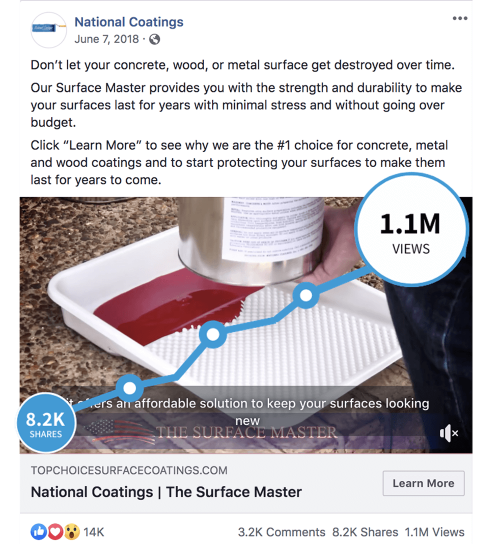 National Coatings
June 7, 2018 ·
Don't let your concrete, wood, or metal surface get destroyed over time.
Our Surface Master provides you with the strength and durability to make
your surfaces last for years with minimal stress and without going over
budget.
Click "Learn More" to see why we are the #1 choice for concrete, metal
and wood coatings and to start protecting your surfaces to make them
last for years to come.
1.1M
VIEWS
offers an affordable solution to keep your surfaces looking
new
8.2K
SHARES
THE SURFACE MASTER
TOPCHOICESURFACECOATINGS.COM
National Coatings | The Surface Master
Learn More
14K
3.2K Comments 8.2K Shares 1.1M Views